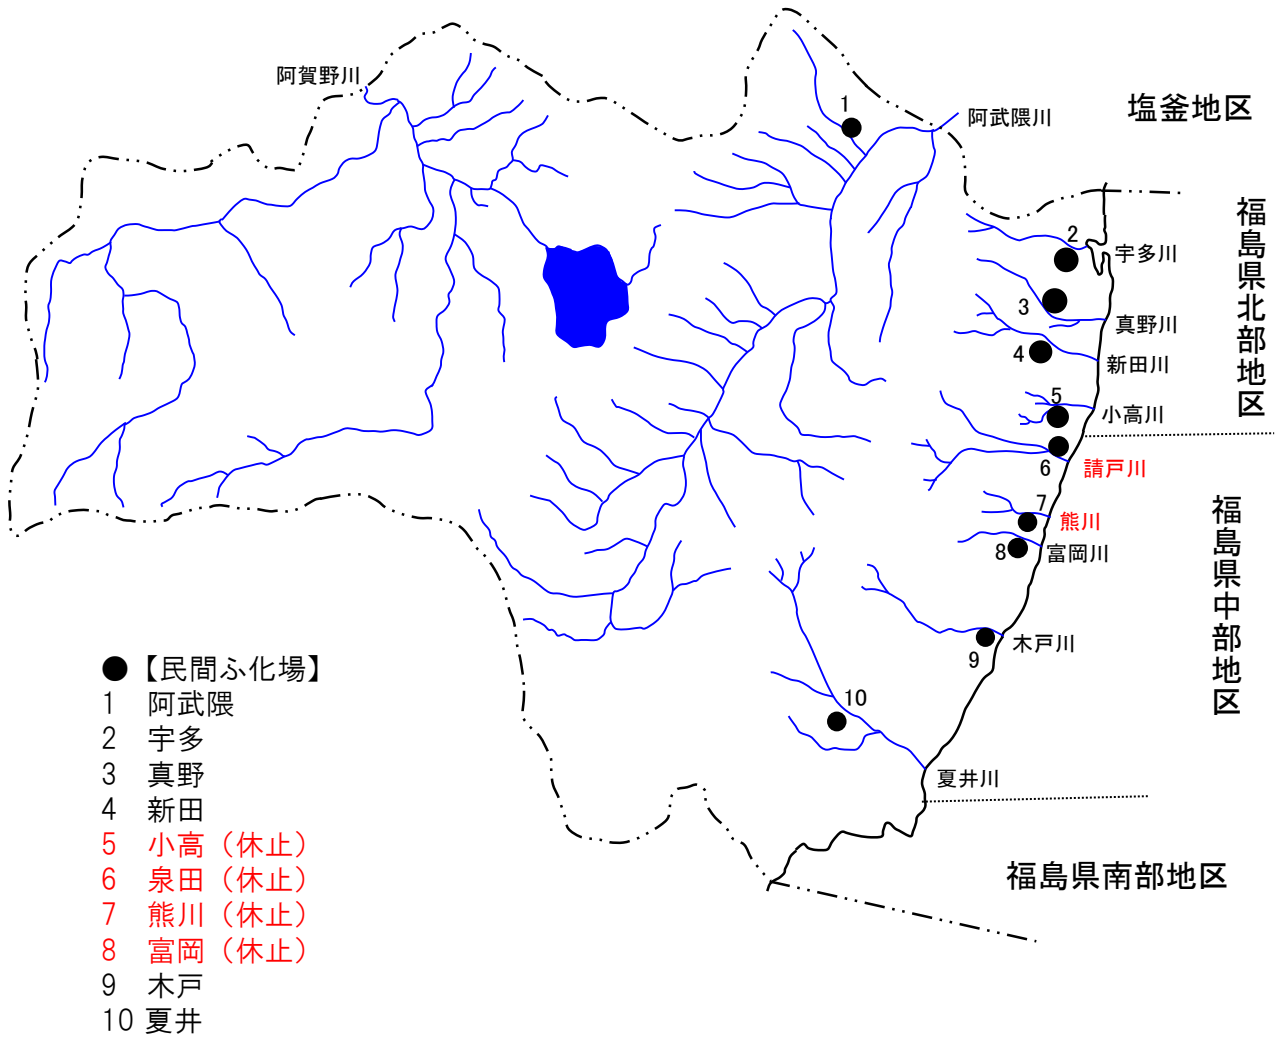 阿賀野川
1
阿武隈川
塩釜地区
福島県北部地区
2
宇多川
3
真野川
4
新田川
5
小高川
6
請戸川
7
熊川
8
富岡川
福島県中部地区
9
木戸川
10
夏井川
福島県南部地区
●【民間ふ化場】
1 阿武隈
2 宇多
3 真野
4 新田
5 小高（休止）
6 泉田（休止）
7 熊川（休止）
8 富岡（休止）
9 木戸
10 夏井